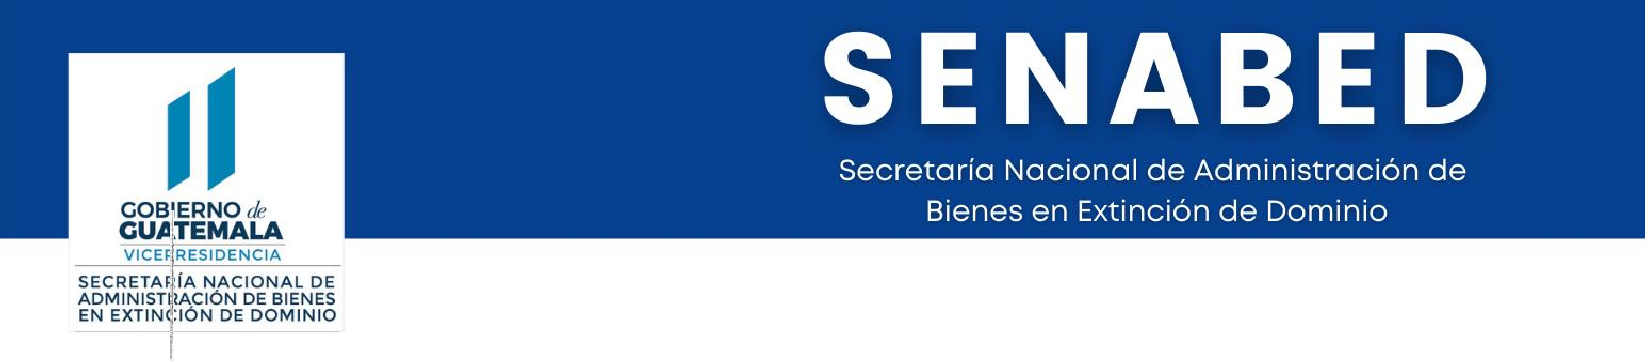 SENABED
Secretaría Nacional de Administración de
Bienes en Extinción de Dominio
GOBIERNO de
GUATEMALA
VICEPRESIDENCIA
SECRETARÍA NACIONAL DE
ADMINISTRACIÓN DE BIENES
EN EXTINCIÓN DE DOMINIO